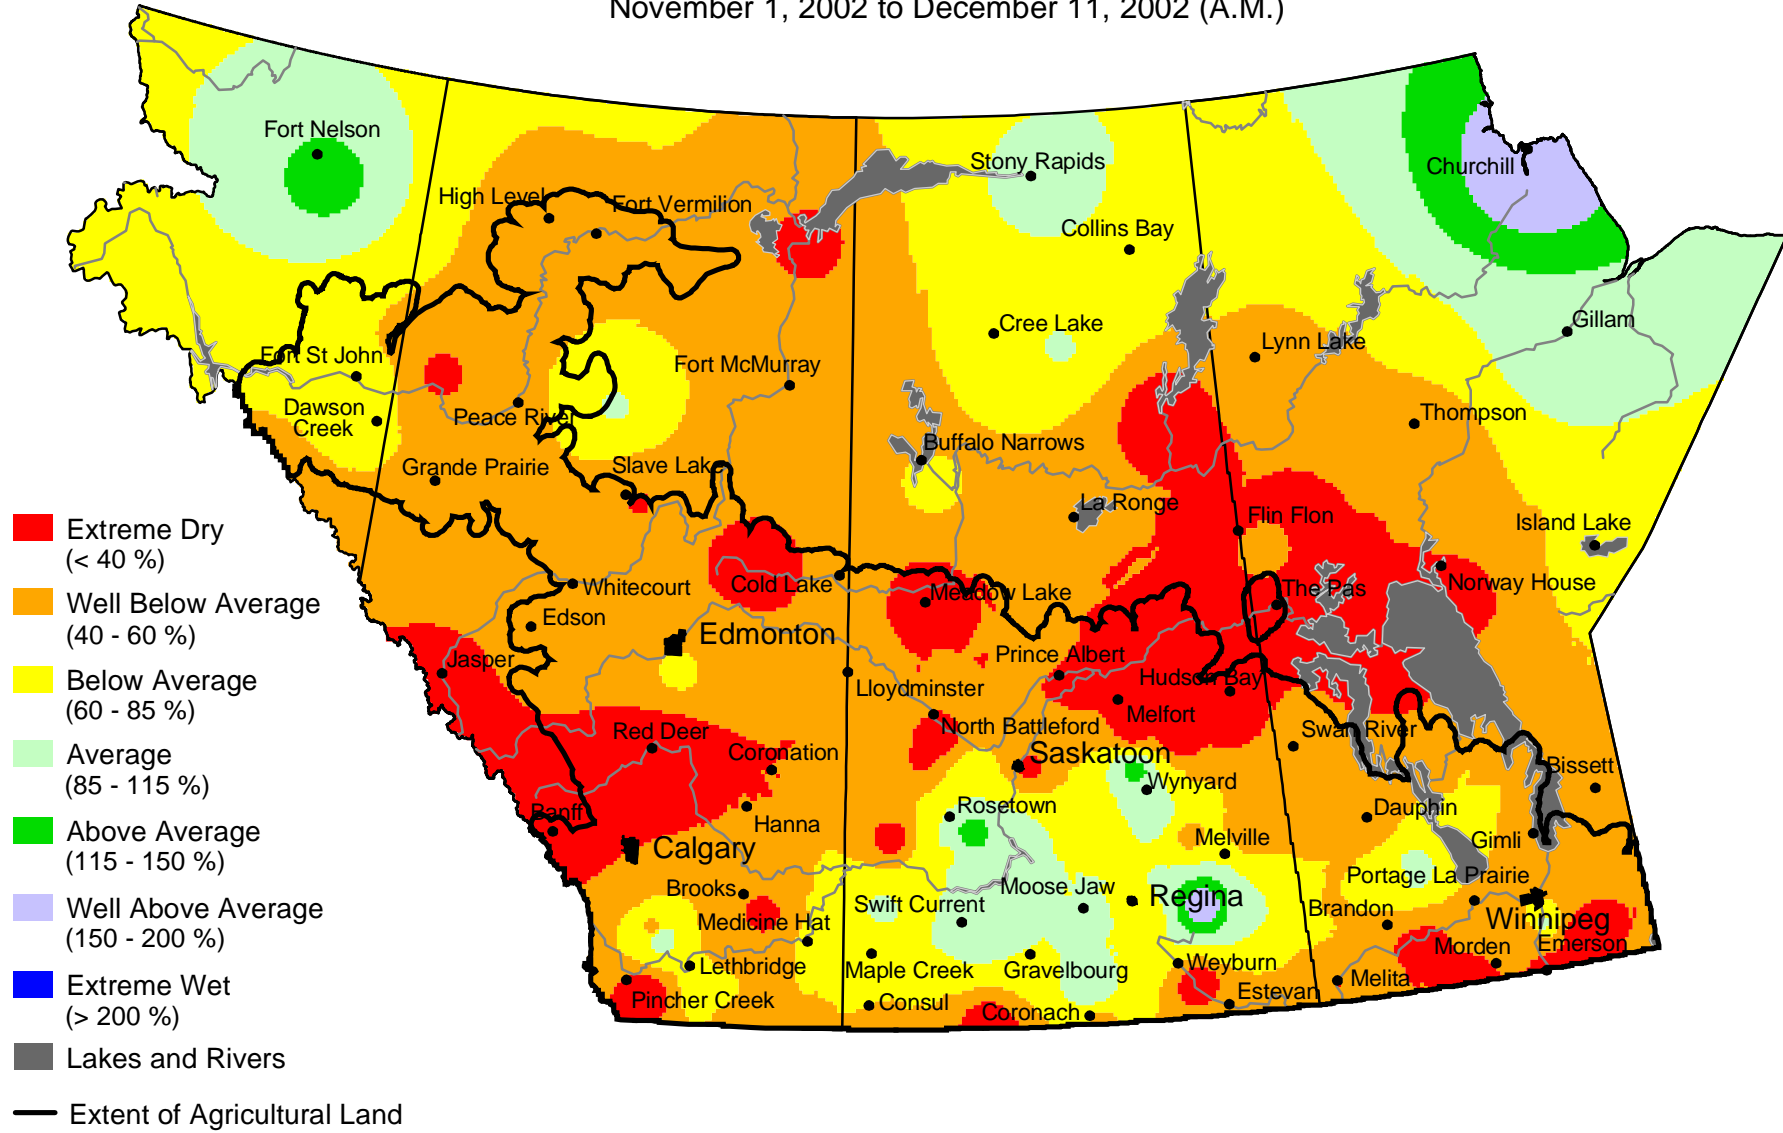 November 1, 2002 to December 11, 2002 (A.M.)
Fort Nelson
Stony Rapids
Churchill
High Level
Fort Vermilion
Collins Bay
Gillam
Cree Lake
Lynn Lake
Fort St John
Fort McMurray
Dawson
Creek
Peace River
Thompson
Buffalo Narrows
Grande Prairie
Slave Lake
La Ronge
Flin Flon
Island Lake
Whitecourt
Cold Lake
Meadow Lake
The Pas
Norway House
Edson
Edmonton
Jasper
Prince Albert
Hudson Bay
Lloydminster
Melfort
Red Deer
North Battleford
Swan River
Coronation
Saskatoon
Bissett
Wynyard
Banff
Hanna
Rosetown
Dauphin
Calgary
Melville
Gimli
Brooks
Moose Jaw
Regina
Portage La Prairie
Medicine Hat
Swift Current
Brandon
Winnipeg
Lethbridge
Maple Creek
Gravelbourg
Weyburn
Morden
Emerson
Pincher Creek
Consul
Coronach
Estevan
Melita
Extreme Dry
(< 40 %)
Well Below Average
(40 - 60 %)
Below Average
(60 - 85 %)
Average
(85 - 115 %)
Above Average
(115 - 150 %)
Well Above Average
(150 - 200 %)
Extreme Wet
(> 200 %)
Lakes and Rivers
Extent of Agricultural Land